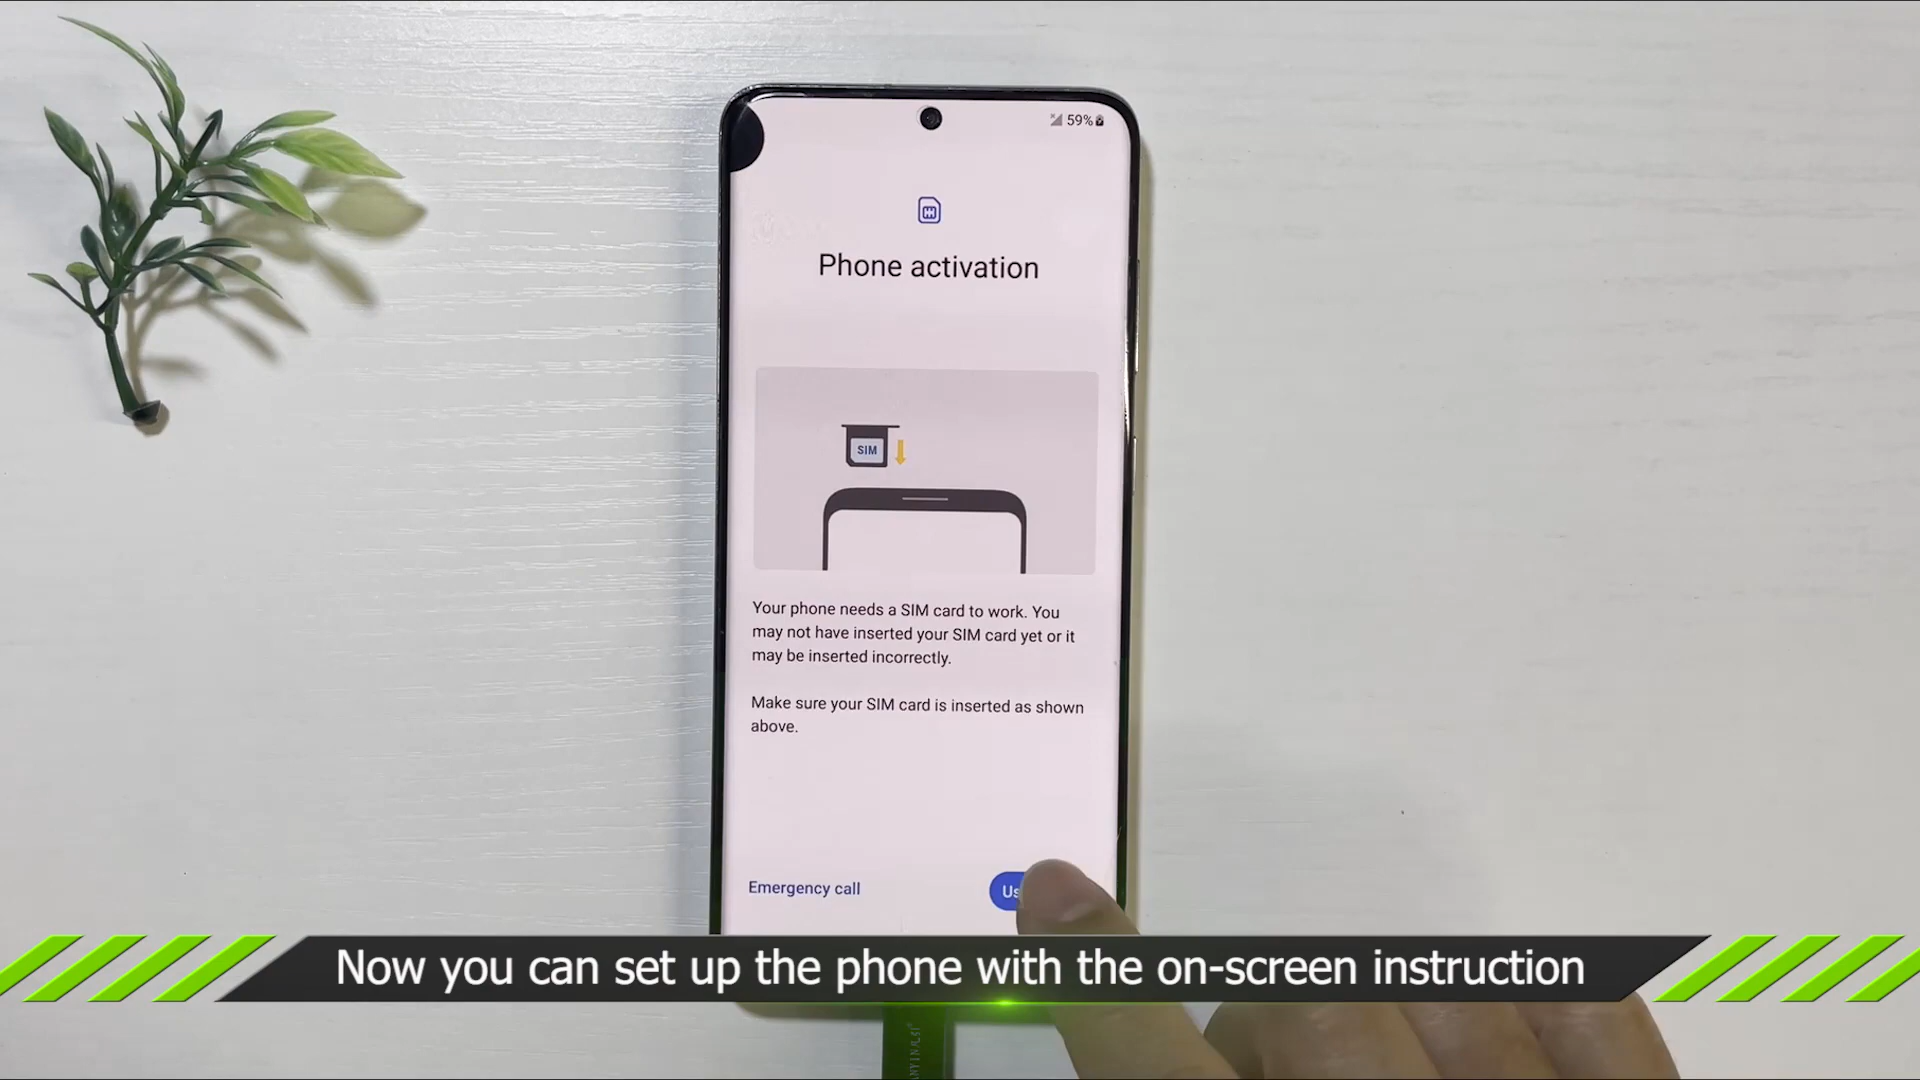 59%
Phone activation
SIM
Your phone needs a SIM card to work. You
may not have inserted your SIM card yet or it
may be inserted incorrectly.
Make sure your SIM card is inserted as shown
above.
Emergency call
Now you can set up the phone with the on-screen instruction